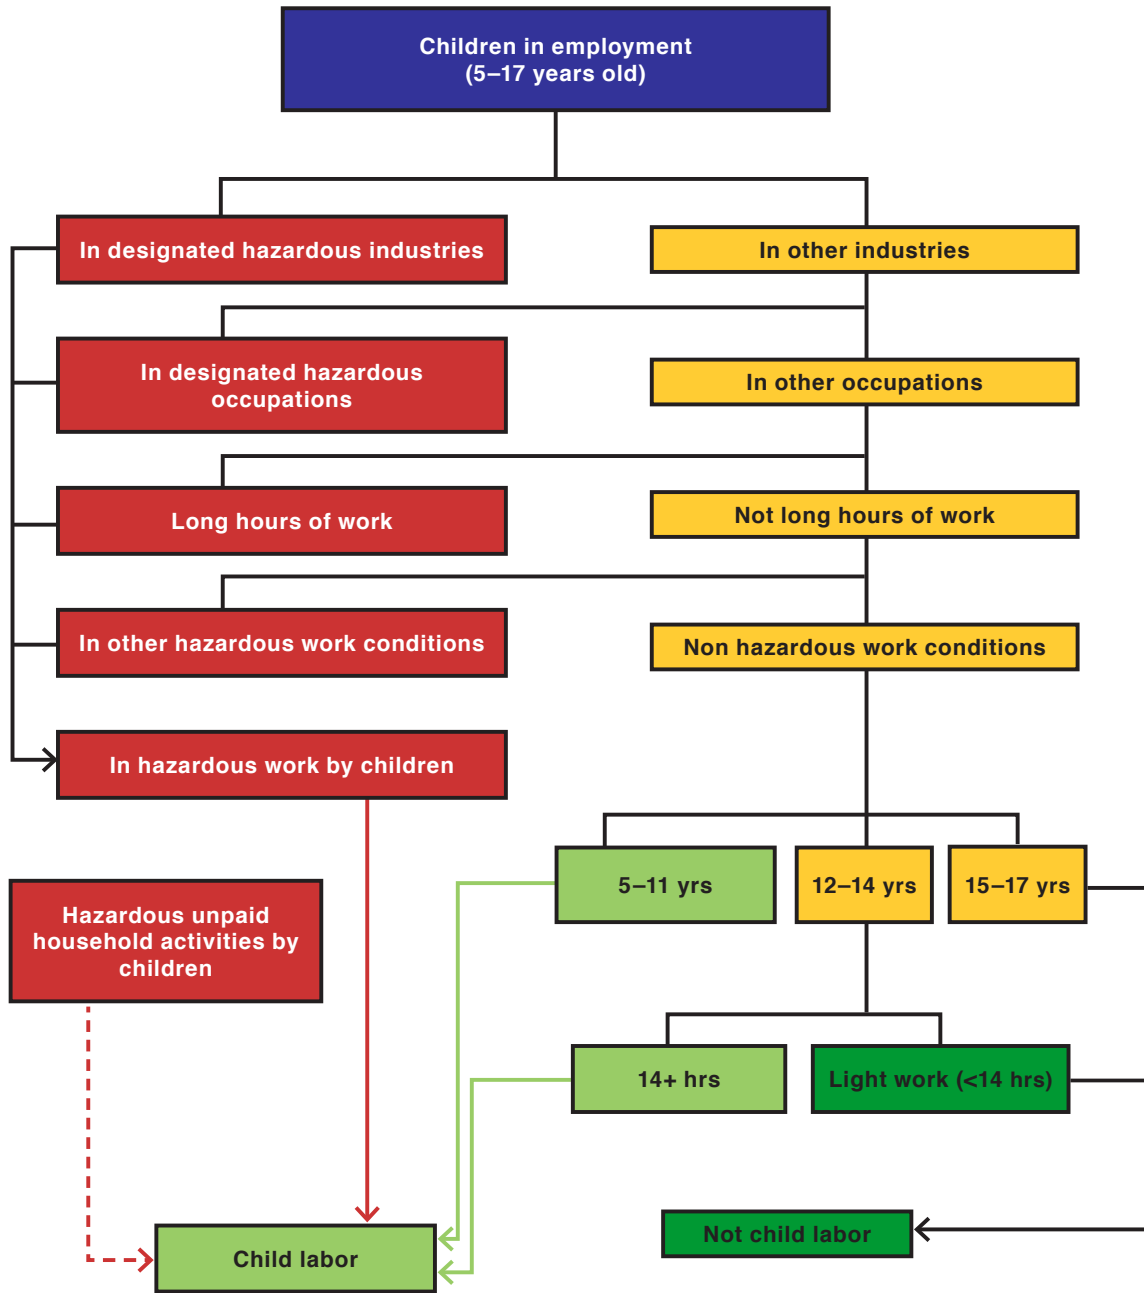 Children in employment
(5–17 years old)
In designated hazardous industries
In other industries
In designated hazardous
occupations
In other occupations
Long hours of work
Not long hours of work
In other hazardous work conditions
Non hazardous work conditions
In hazardous work by children
5–11 yrs
12–14 yrs
15–17 yrs
Hazardous unpaid
household activities by
children
14+ hrs
Light work (<14 hrs)
Child labor
Not child labor